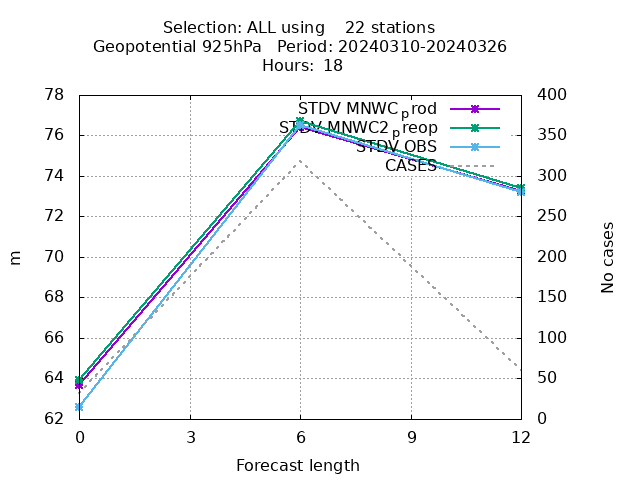 Selection: ALL using    22 stations
Geopotential 925hPa   Period: 20240310-20240326
Hours:  18
STDV MNWC_prod
STDV MNWC2_preop
STDV OBS
CASES
78
76
74
72
70
68
66
64
62
400
350
300
250
200
150
100
50
0
m
No cases
0 3 6 9 12
Forecast length